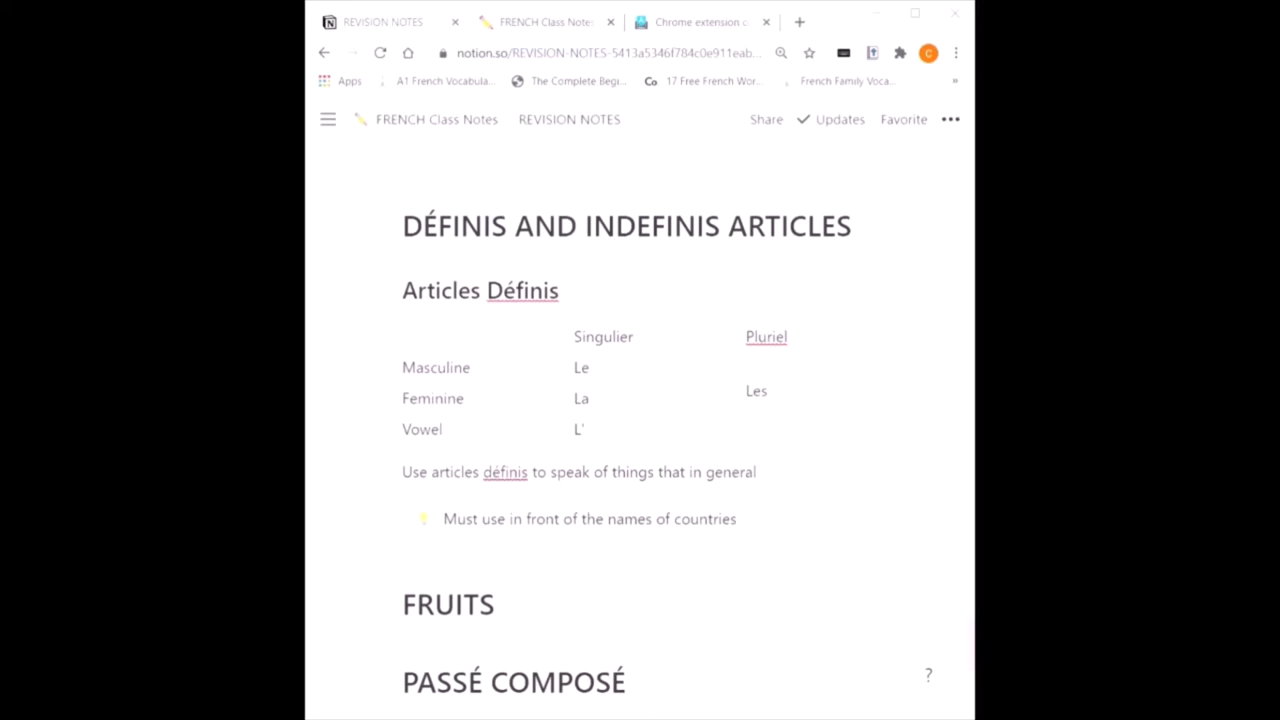 REVISION NOTES
FRENCH Class Notes
Chrome extension
notion.so/REVISION-NOTES-5413a5346f784c0e911eab...
C
Apps
A1 French Vocabula...
The Complete Begi...
Co
17 Free French Wor...
French Family Voca...
»
FRENCH Class Notes
REVISION NOTES
Share
Updates
Favorite
DÉFINIS AND INDEFINIS ARTICLES
Articles Définis
Singulier
Pluriel
Masculine
Le
Feminine
La
Les
Vowel
L'
Use articles définis to speak of things that in general
Must use in front of the names of countries
FRUITS
PASSÉ COMPOSÉ
?